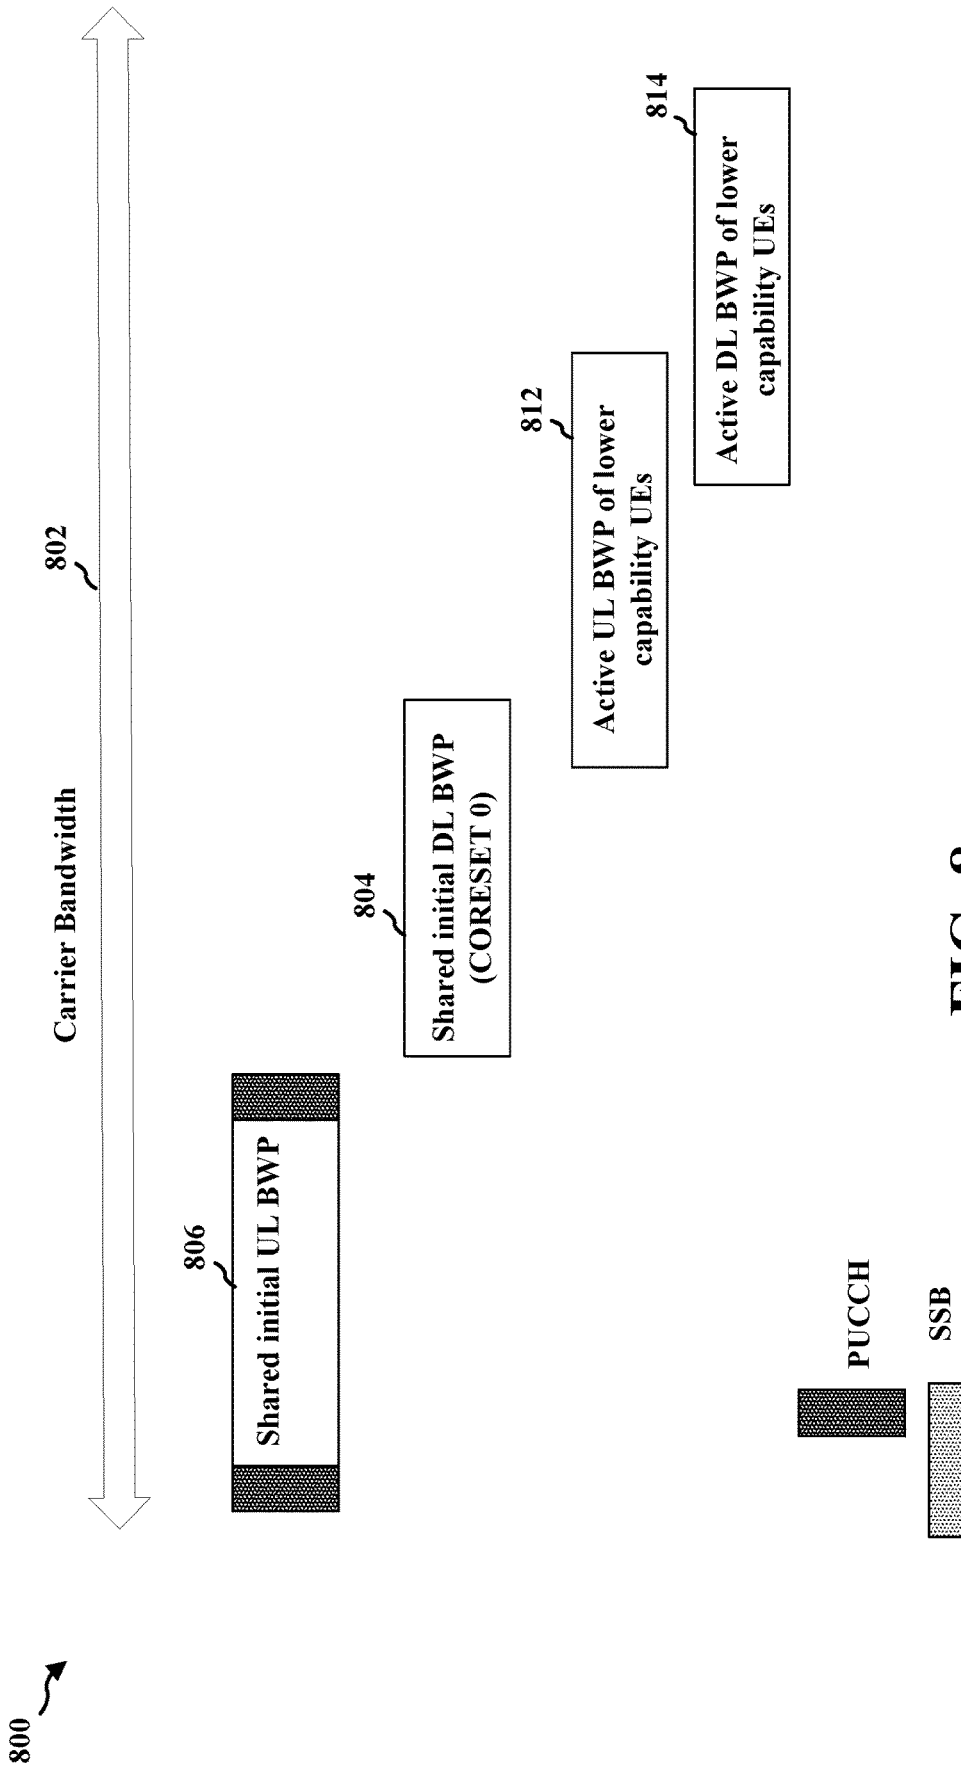 800
Carrier Bandwidth
802
806
Shared initial UL BWP
804
Shared initial DL BWP
(CORESET 0)
812
Active UL BWP of lower
capability UEs
814
Active DL BWP of lower
capability UEs
PUCCH
SSB